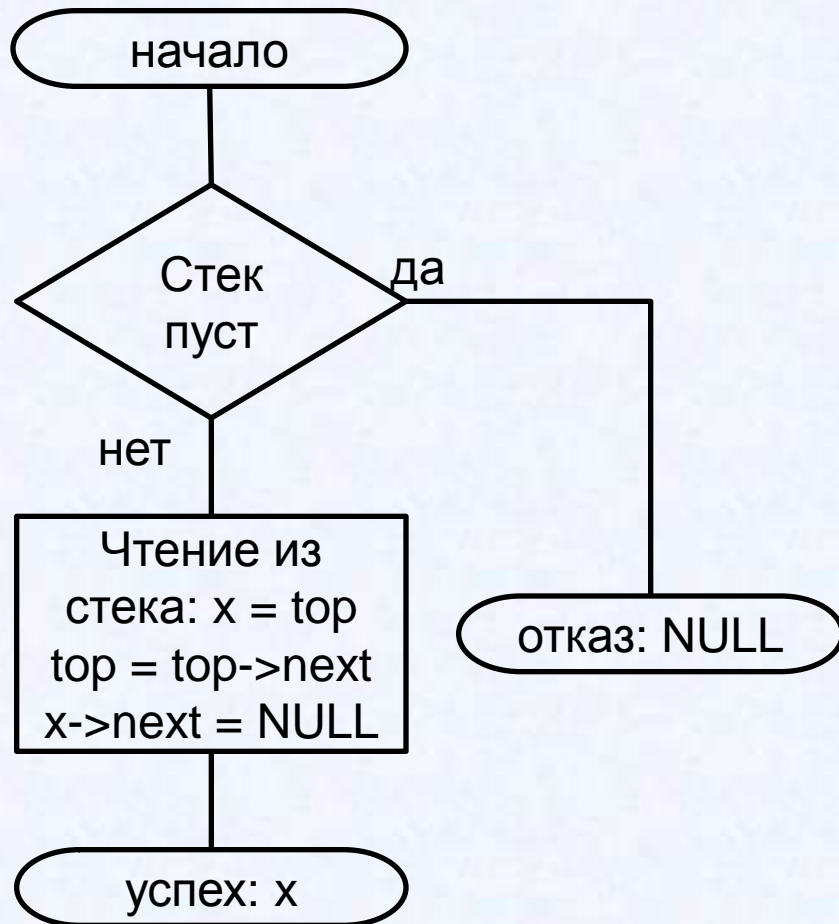 начало
Стек
пуст
да
нет
Чтение из
стека: x = top
top = top->next
x->next = NULL
отказ: NULL
успех: x